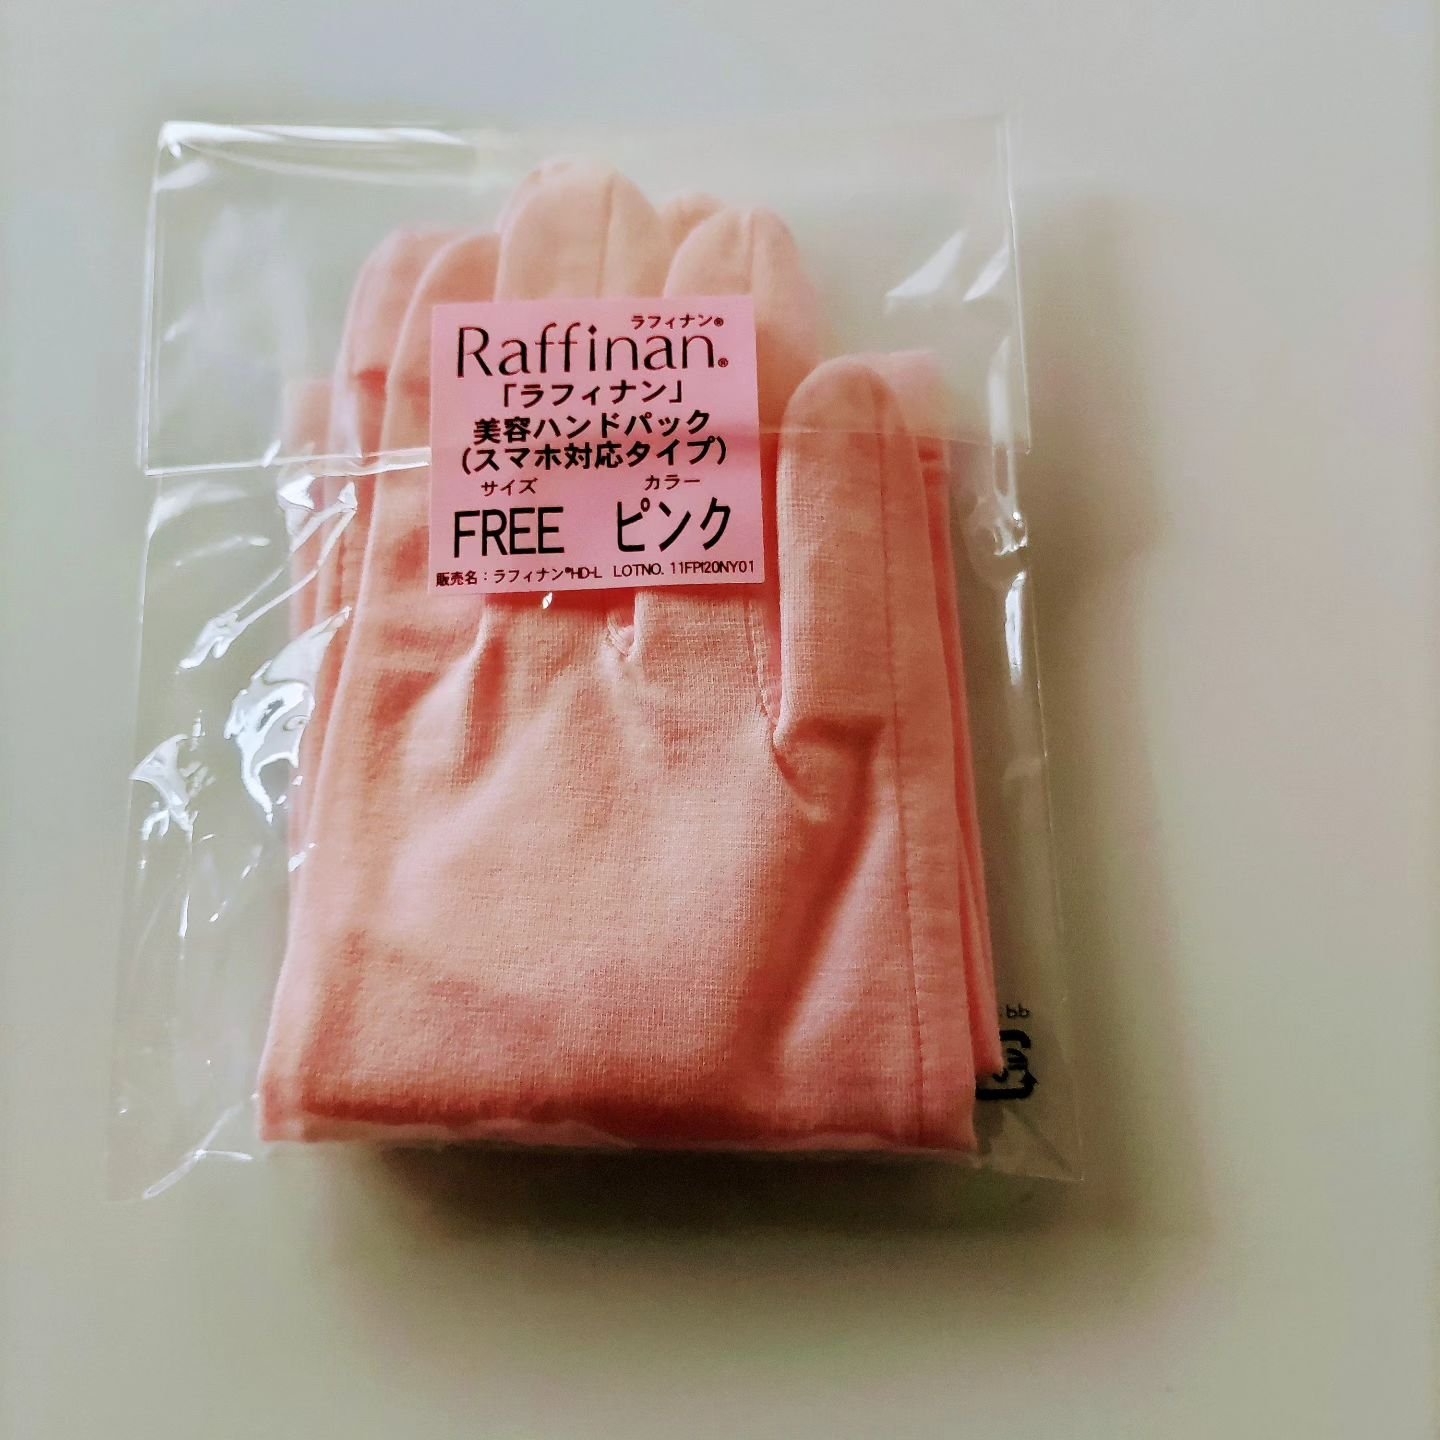 ラフィナン®
Raffinan®
「ラフィナン」
美容ハンドパック
(スマホ対応タイプ)
サイズ カラー
FREE ピンク
販売名:ラフィナン®HD-L LOTNO. 11FPI20NY01